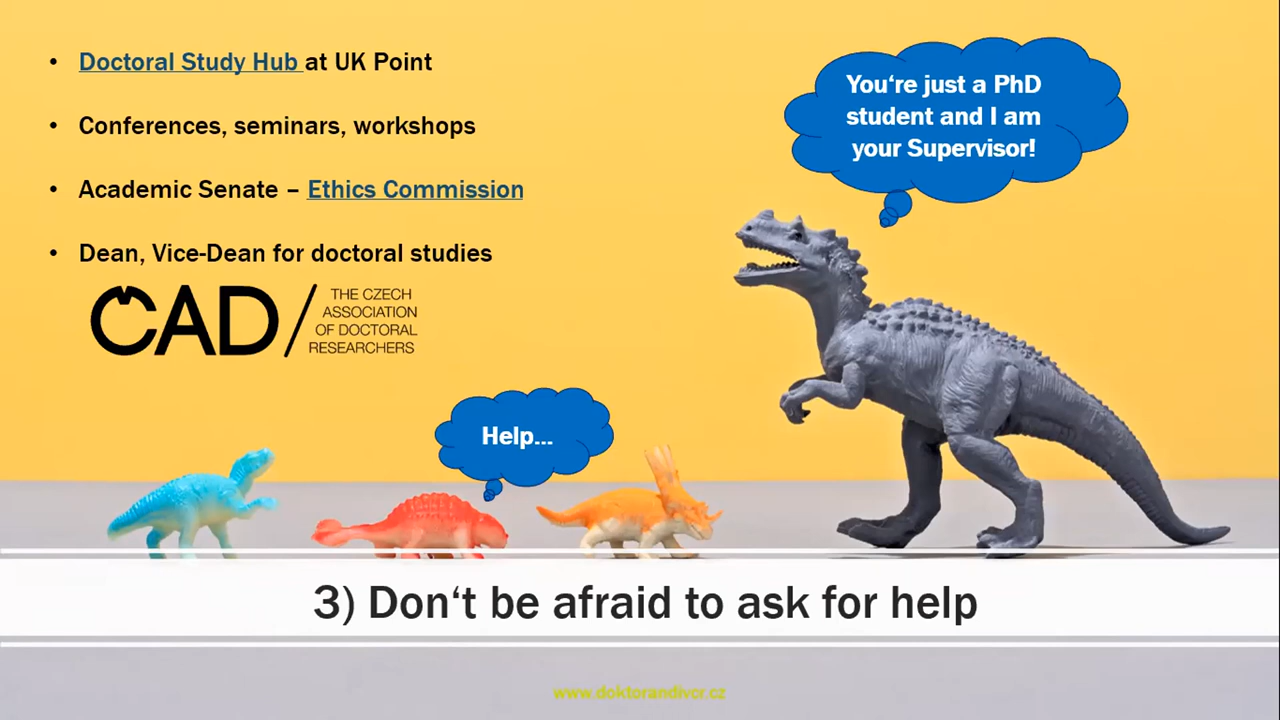 • Doctoral Study Hub at UK Point
• Conferences, seminars, workshops
• Academic Senate – Ethics Commission
• Dean, Vice-Dean for doctoral studies
CAD/
THE CZECH
ASSOCIATION
OF DOCTORAL
RESEARCHERS
You‘re just a PhD
student and I am
your Supervisor!
Help...
3) Don‘t be afraid to ask for help
www.doktorandivcr.cz